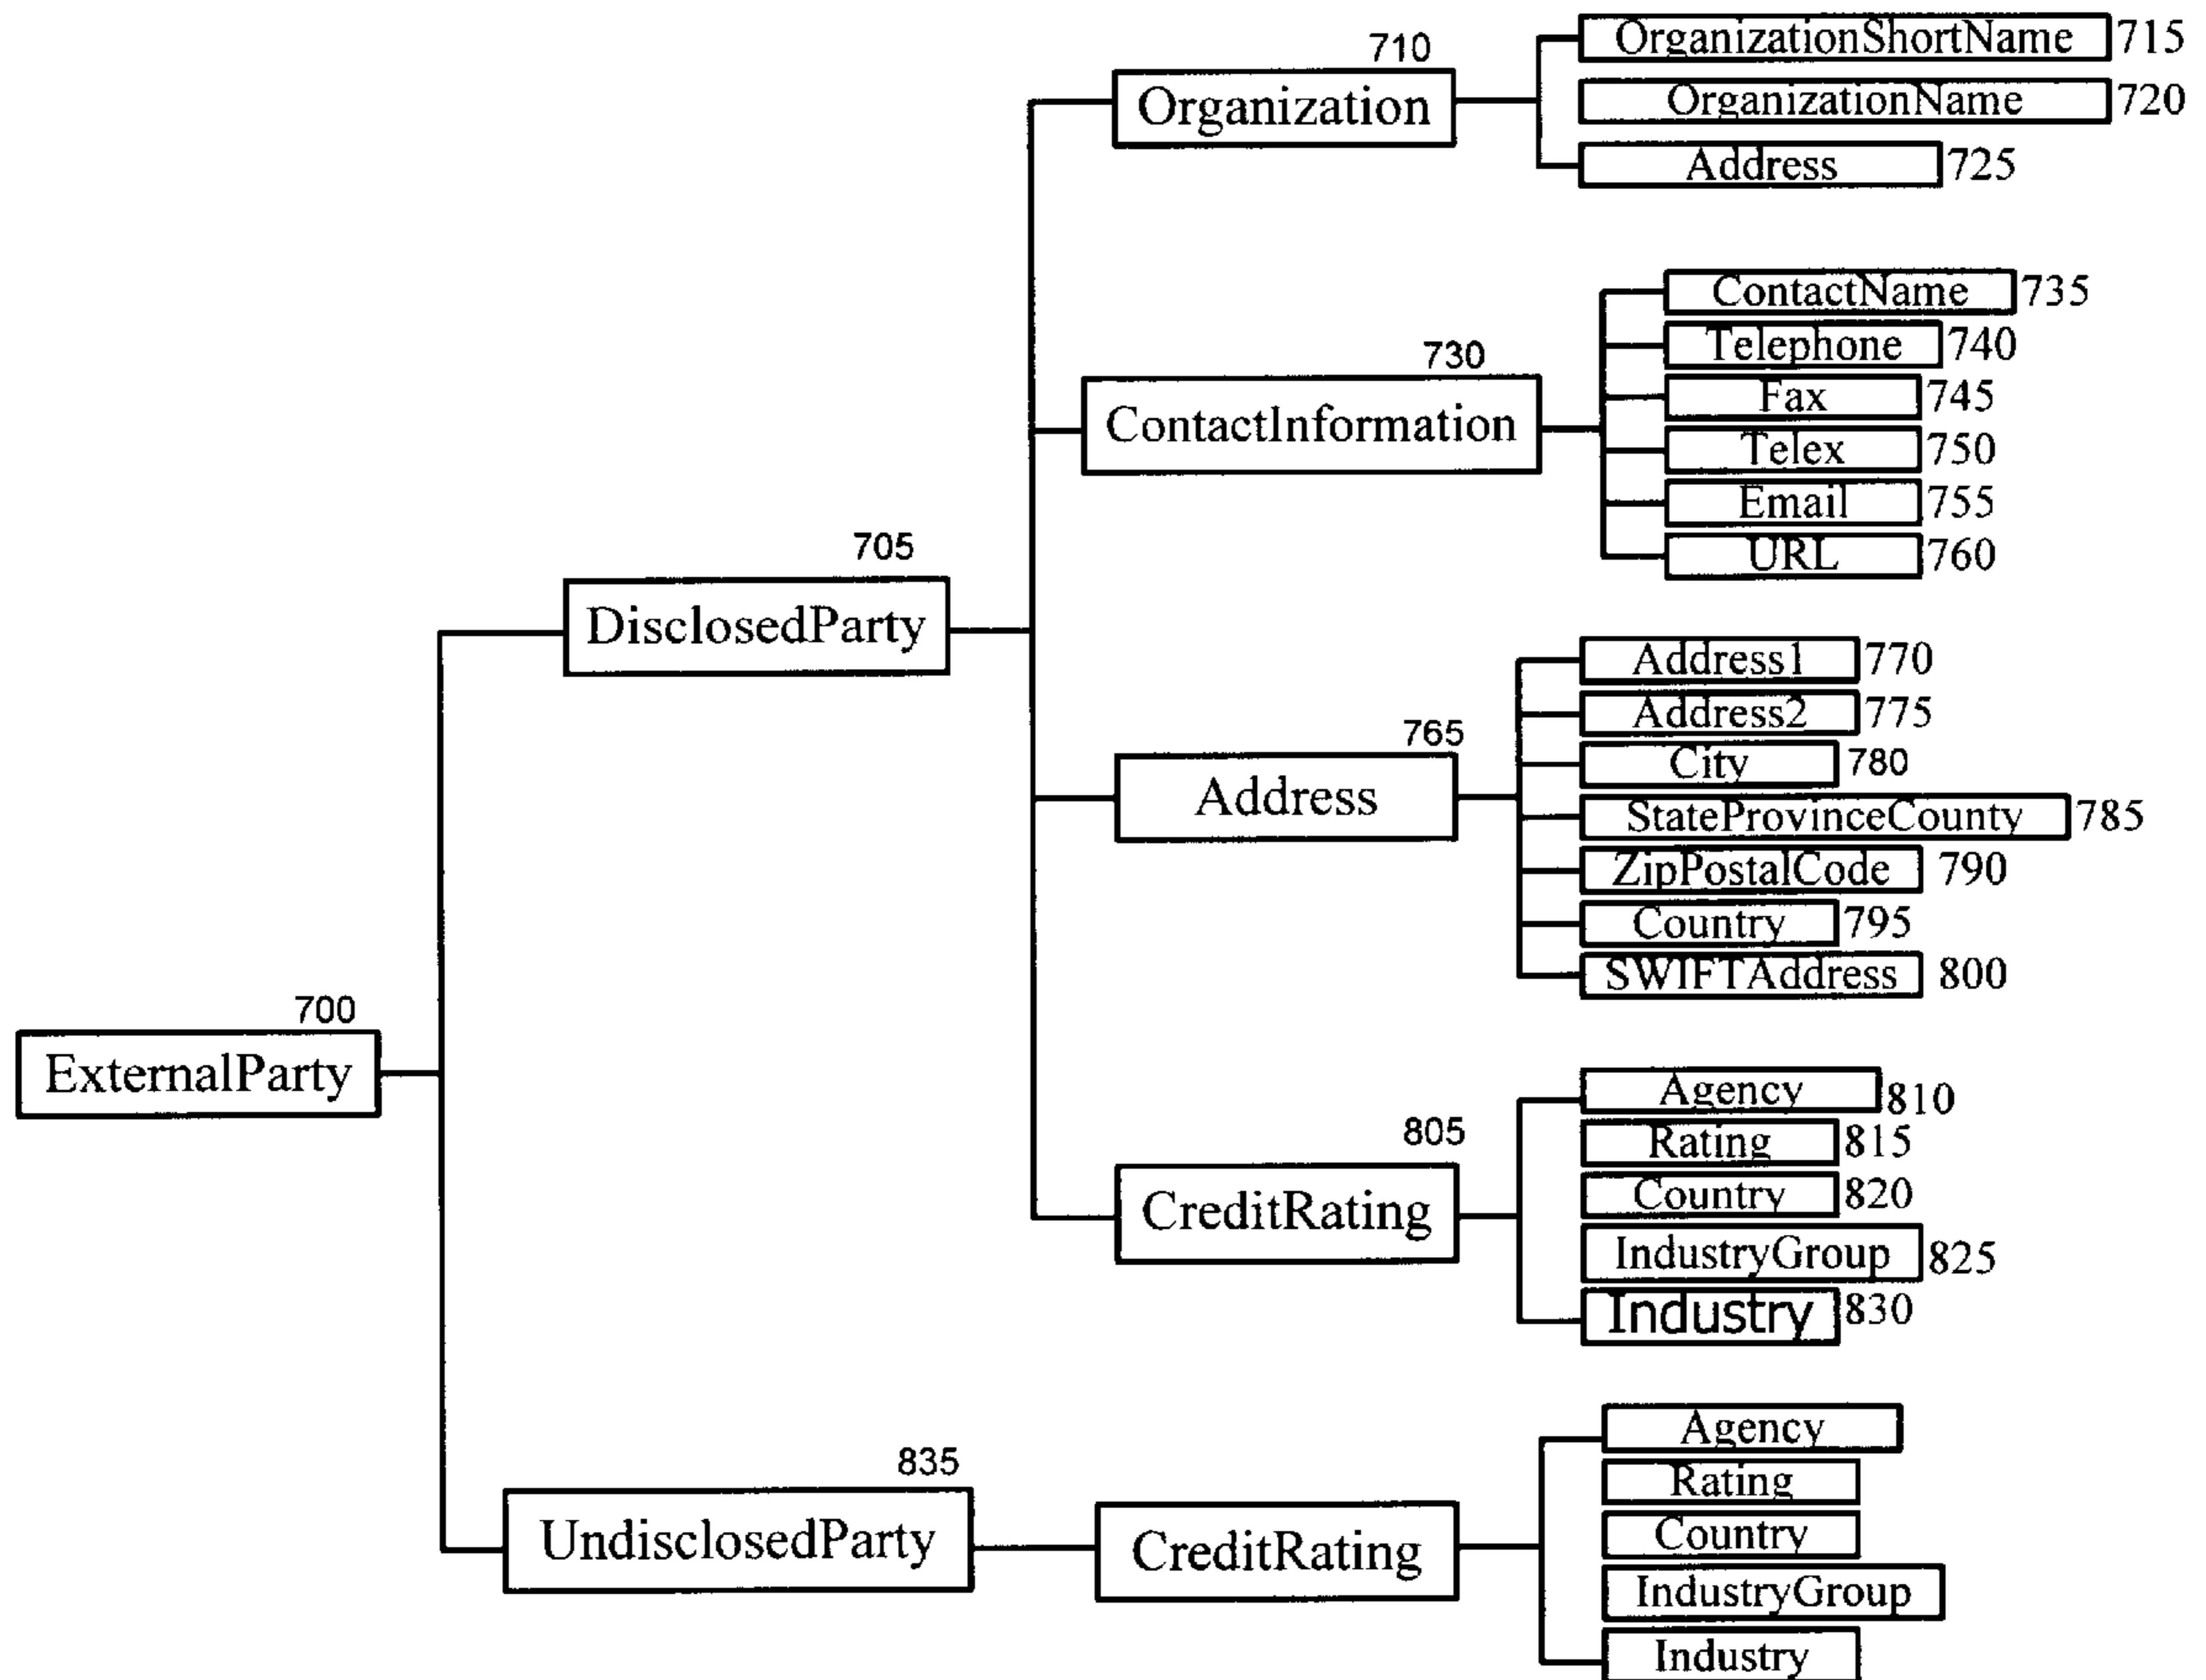 710
Organization
OrganizationShortName 715
OrganizationName 720
Address 725
730
ContactInformation
ContactName 735
Telephone 740
Fax 745
Telex 750
Email 755
URL 760
705
DisclosedParty
765
Address
Address1 770
Address2 775
City 780
StateProvinceCounty 785
ZipPostalCode 790
Country 795
SWIFTAddress 800
700
ExternalParty
805
CreditRating
Agency 810
Rating 815
Country 820
IndustryGroup 825
Industry 830
835
UndisclosedParty
CreditRating
Agency
Rating
Country
IndustryGroup
Industry